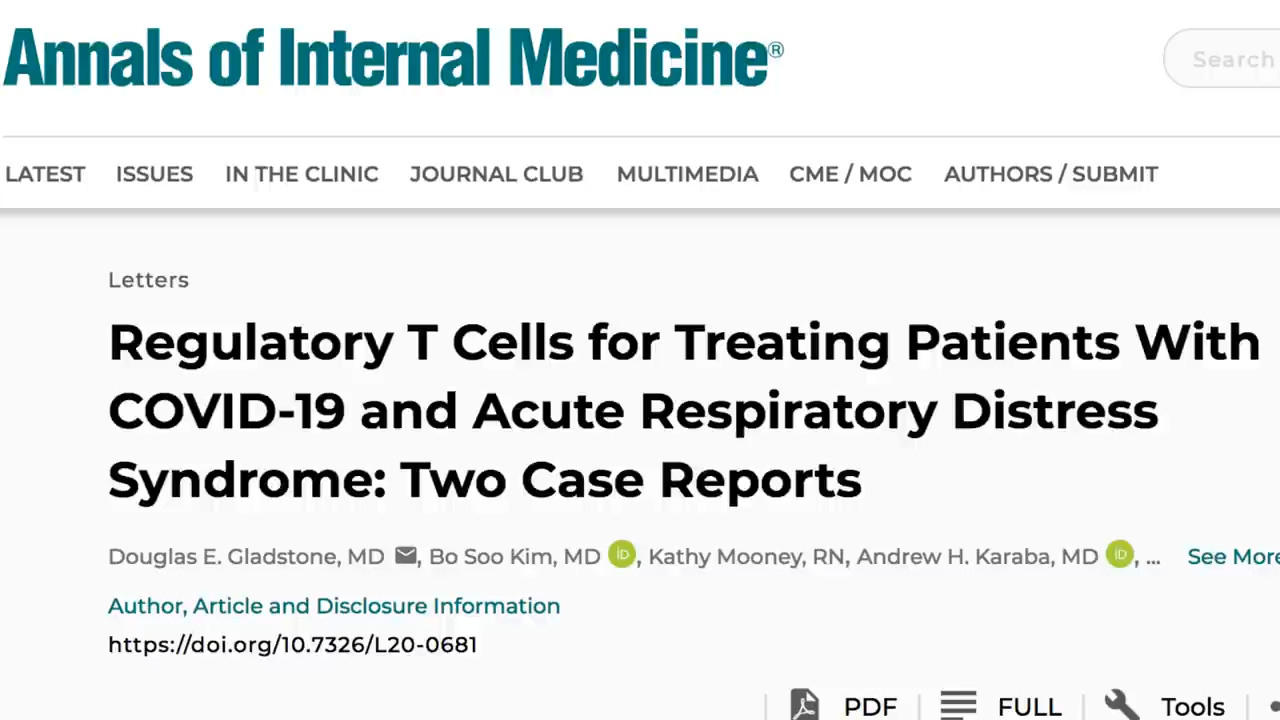 Annals of Internal Medicine®
Search
LATEST ISSUES IN THE CLINIC JOURNAL CLUB MULTIMEDIA CME / MOC AUTHORS / SUBMIT
Letters
Regulatory T Cells for Treating Patients With
COVID-19 and Acute Respiratory Distress
Syndrome: Two Case Reports
Douglas E. Gladstone, MD, Bo Soo Kim, MD iD, Kathy Mooney, RN, Andrew H. Karaba, MD iD, ... See More
Author, Article and Disclosure Information
https://doi.org/10.7326/L20-0681
PDF FULL Tools